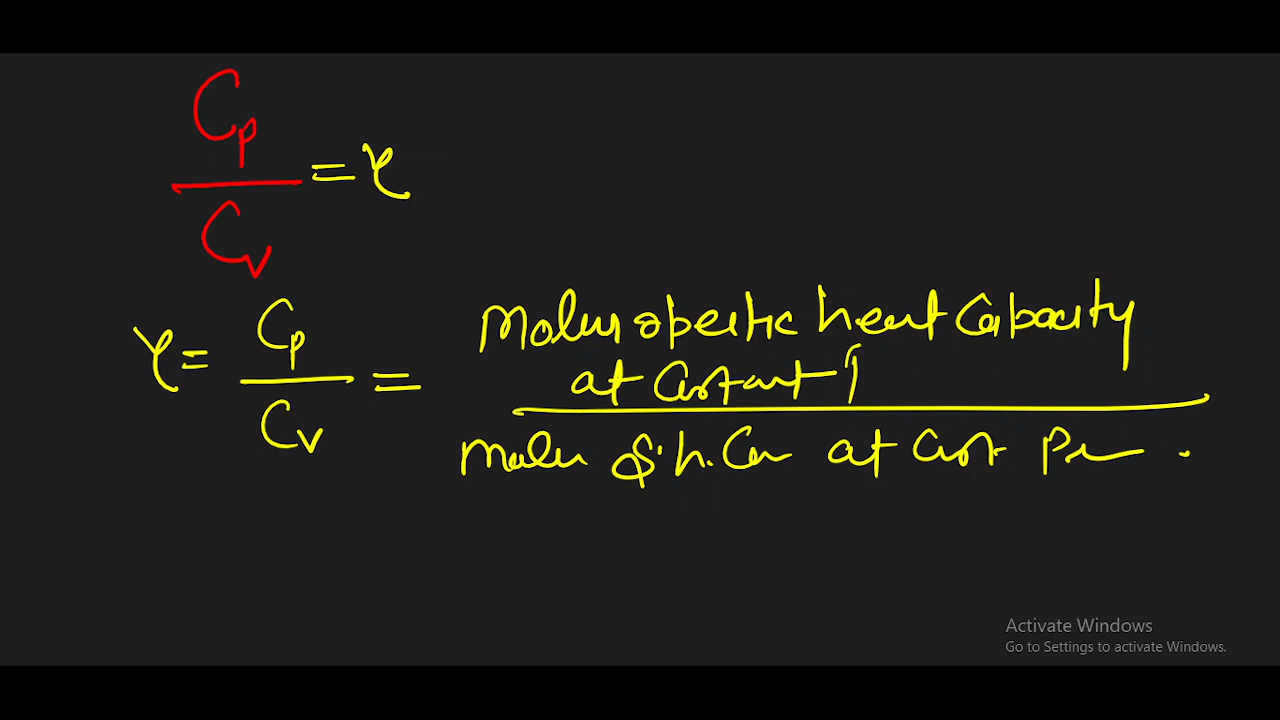 Cp
/ Cv = γ
γ = Cp / Cv =
Molar specific heat Capacity
at Constant P
Molar S.h. Ca at Const Pr .
Activate Windows
Go to Settings to activate Windows.